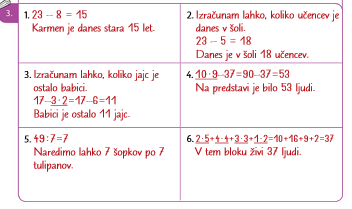 3.
1. 23 – 8 = 15
Karmen je danes stara 15 let.
2. Izračunam lahko, koliko učencev je
danes v šoli.
23 – 5 = 18
Danes je v šoli 18 učencev.
3. Izračunam lahko, koliko jajc je
ostalo babici.
17–3·2=17–6=11
Babici je ostalo 11 jajc.
4. 10·9–37=90–37=53
Na predstavi je bilo 53 ljudi.
5. 49:7=7
Naredimo lahko 7 šopkov po 7
tulipanov.
6. 2·5+4·4+3·3+1·2=10+16+9+2=37
V tem bloku živi 37 ljudi.